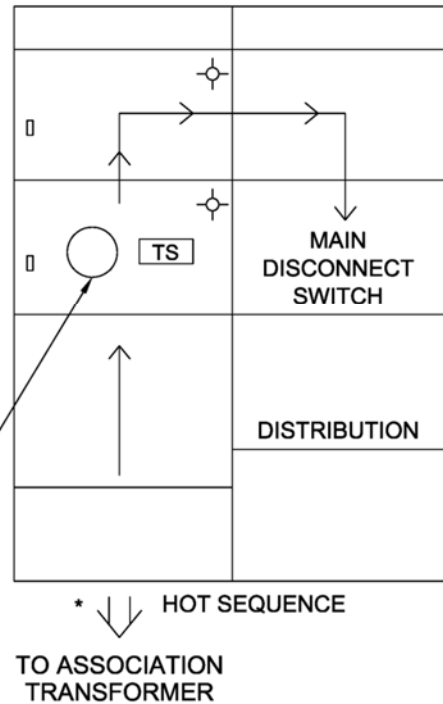 TS
MAIN
DISCONNECT
SWITCH
DISTRIBUTION
* HOT SEQUENCE
TO ASSOCIATION
TRANSFORMER